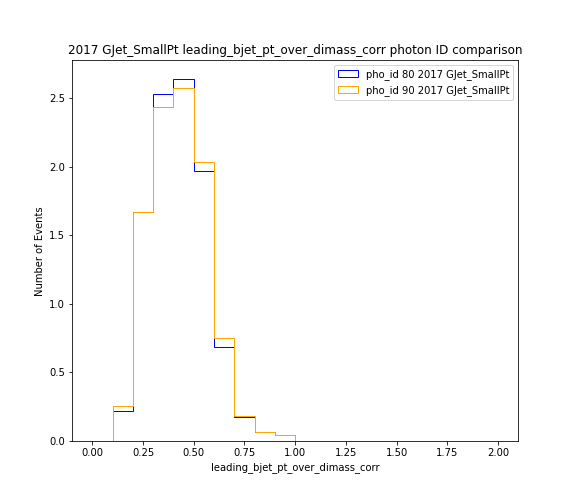 2017 GJet_SmallPt leading_bjet_pt_over_dimass_corr photon ID comparison
pho_id 80 2017 GJet_SmallPt
pho_id 90 2017 GJet_SmallPt
Number of Events
2.5
2.0
1.5
1.0
0.5
0.0
0.00 0.25 0.50 0.75 1.00 1.25 1.50 1.75 2.00
leading_bjet_pt_over_dimass_corr